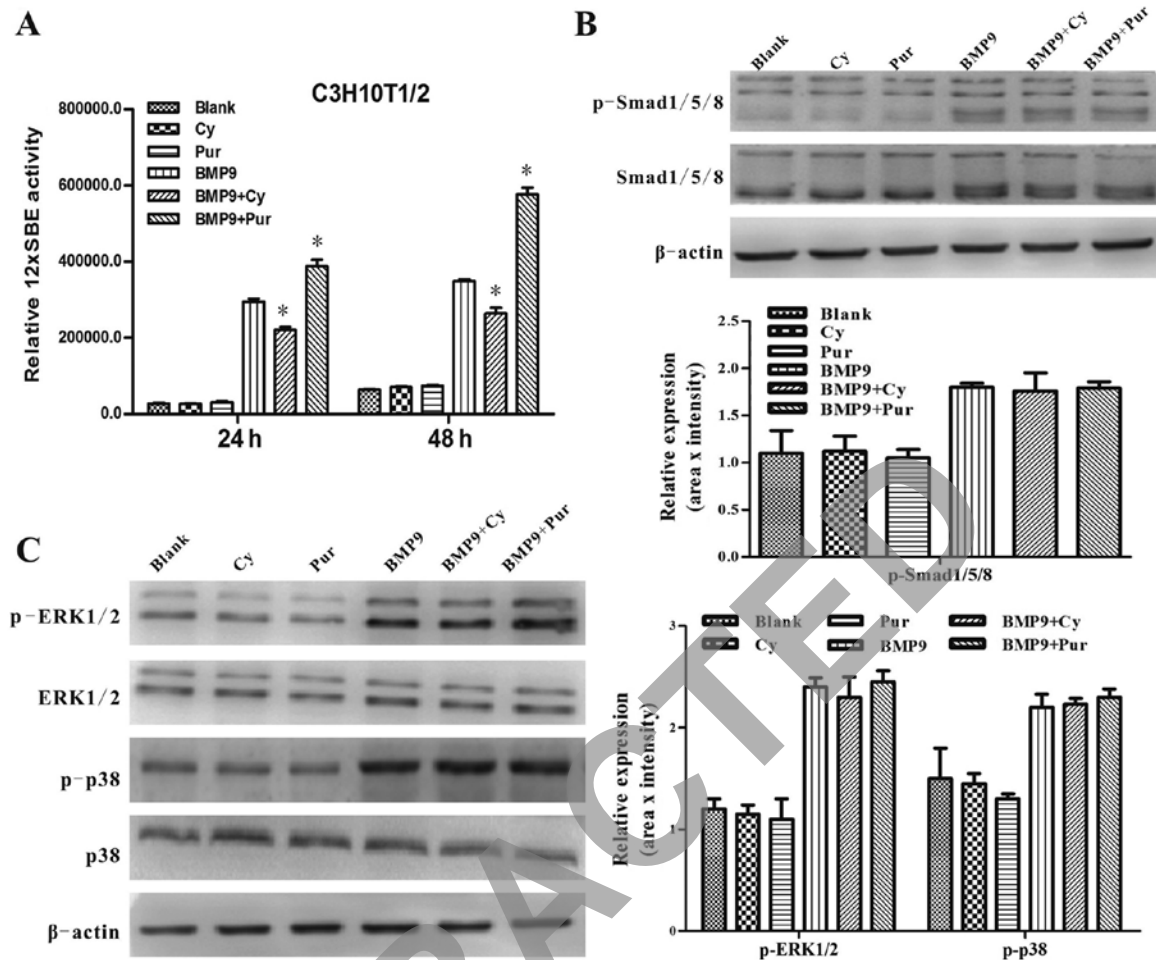 A
C3H10T1/2
Relative 12xSBE activity
800000.0
600000.0
400000.0
200000.0
0.0
Blank
Cy
Pur
BMP9
BMP9+Cy
BMP9+Pur
*
*
*
*
24 h
48 h
B
Blank
Cy
Pur
BMP9
BMP9+Cy
BMP9+Pur
p-Smad1/5/8
Smad1/5/8
β-actin
Relative expression
(area x intensity)
2.5
2.0
1.5
1.0
0.5
0.0
Blank
Cy
Pur
BMP9
BMP9+Cy
BMP9+Pur
p-Smad1/5/8
C
Blank
Cy
Pur
BMP9
BMP9+Cy
BMP9+Pur
p-ERK1/2
ERK1/2
p-p38
p38
β-actin
Relative expression
(area x intensity)
3
2
1
0
Blank
Pur
BMP9+Cy
Cy
BMP9
BMP9+Pur
p-ERK1/2
p-p38
RACTED